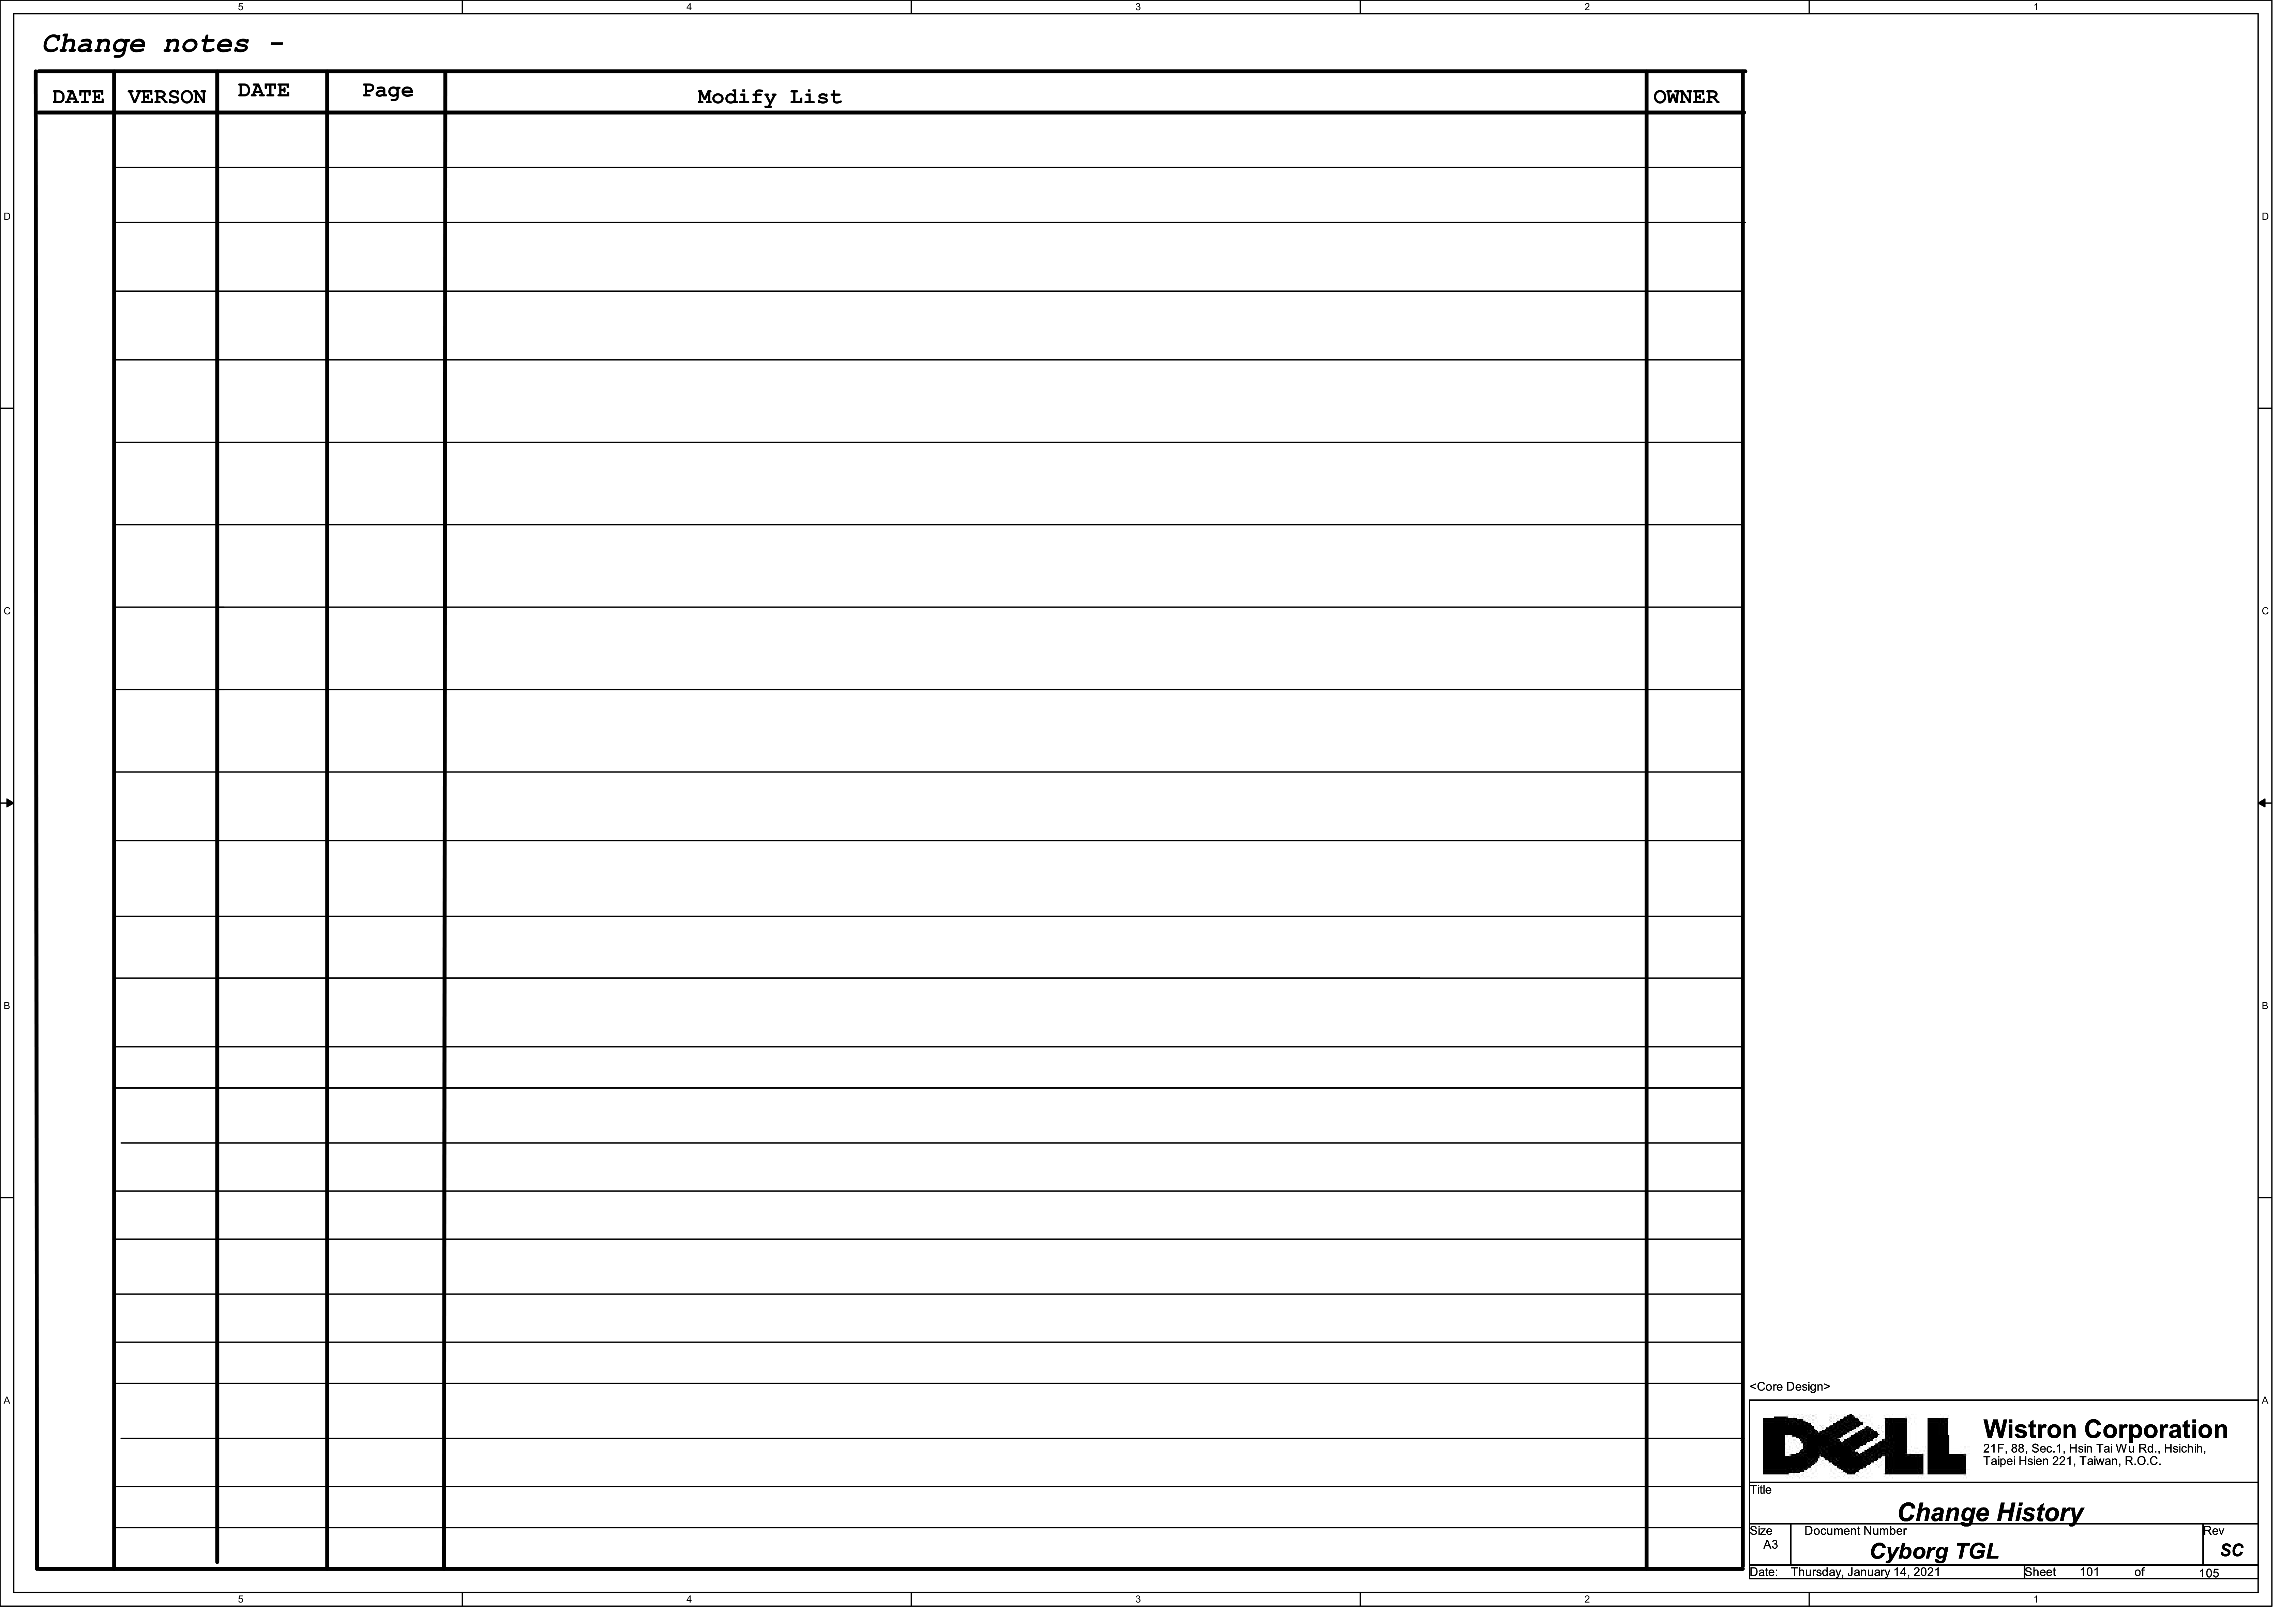 5 4 3 2 1
Change notes -
DATE VERSON DATE Page Modify List OWNER
D D
C C
B B
A A
<Core Design>
DELL
Wistron Corporation
21F, 88, Sec.1, Hsin Tai Wu Rd., Hsichih,
Taipei Hsien 221, Taiwan, R.O.C.
Title
Change History
Size Document Number Rev
A3 Cyborg TGL SC
Date: Thursday, January 14, 2021 Sheet 101 of 105
5 4 3 2 1